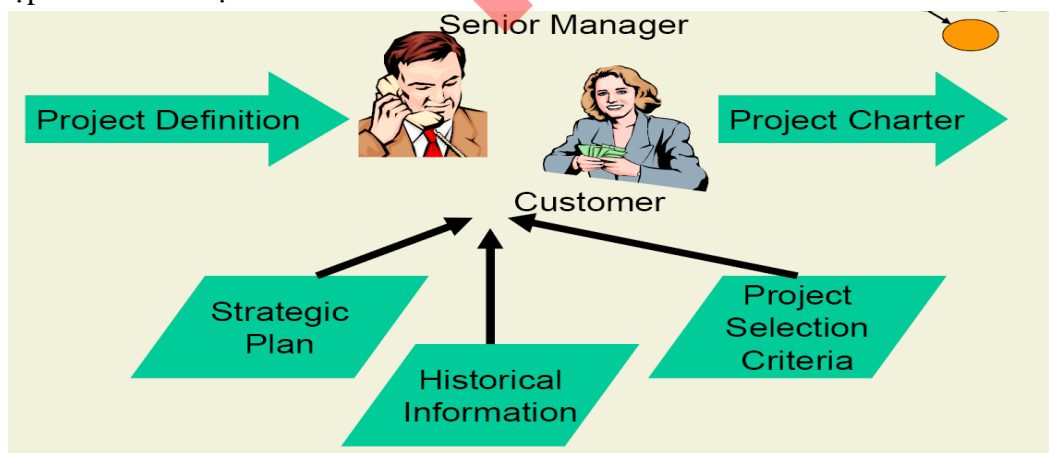 Senior Manager
Project Definition
Project Charter
Customer
Strategic
Plan
Historical
Information
Project
Selection
Criteria